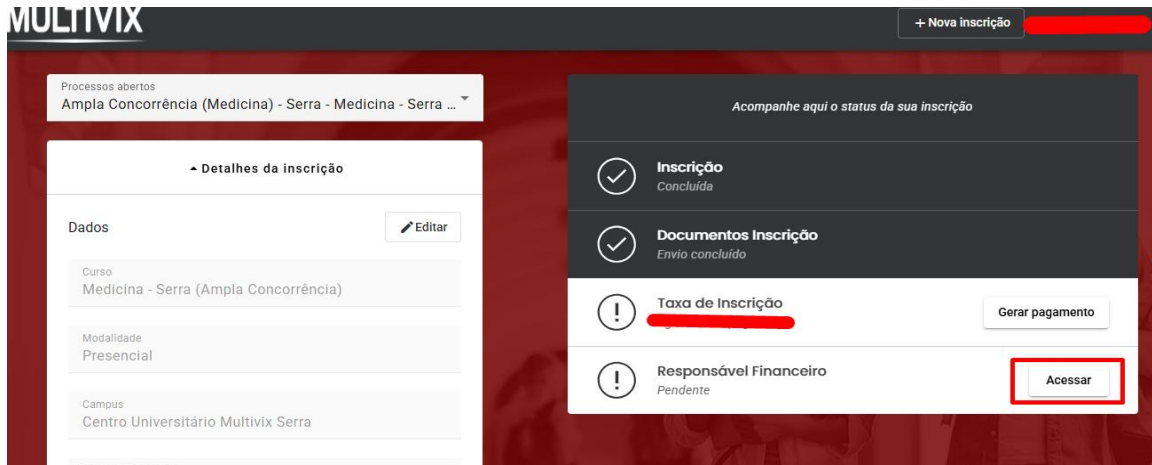 MULTIVIX
+ Nova inscrição
Processos abertos
Ampla Concorrência (Medicina) - Serra - Medicina - Serra ...
Detalhes da inscrição
Dados
Editar
Curso
Medicina - Serra (Ampla Concorrência)
Modalidade
Presencial
Campus
Centro Universitário Multivix Serra
Acompanhe aqui o status da sua inscrição
Inscrição
Concluída
Documentos Inscrição
Envio concluído
Taxa de Inscrição
Gerar pagamento
Responsável Financeiro
Pendente
Acessar